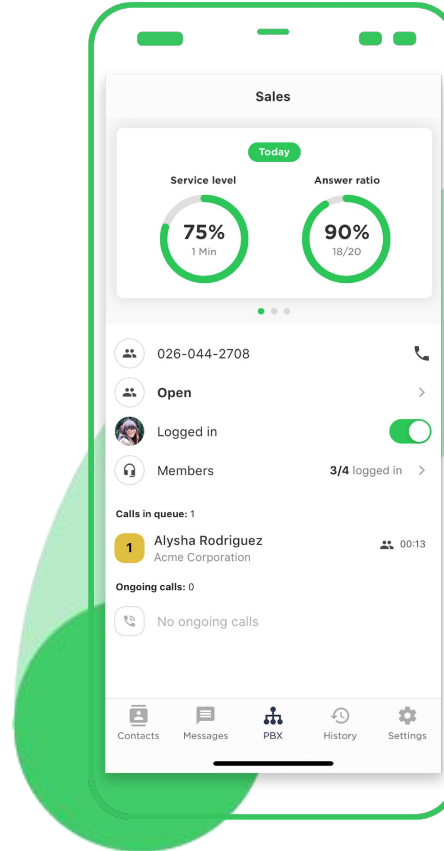 Sales
Today
Service level
Answer ratio
75%
1 Min
90%
18/20
026-044-2708
Open
Logged in
Members
3/4 logged in
Calls in queue: 1
1
Alysha Rodriguez
Acme Corporation
00:13
Ongoing calls: 0
No ongoing calls
Contacts
Messages
PBX
History
Settings